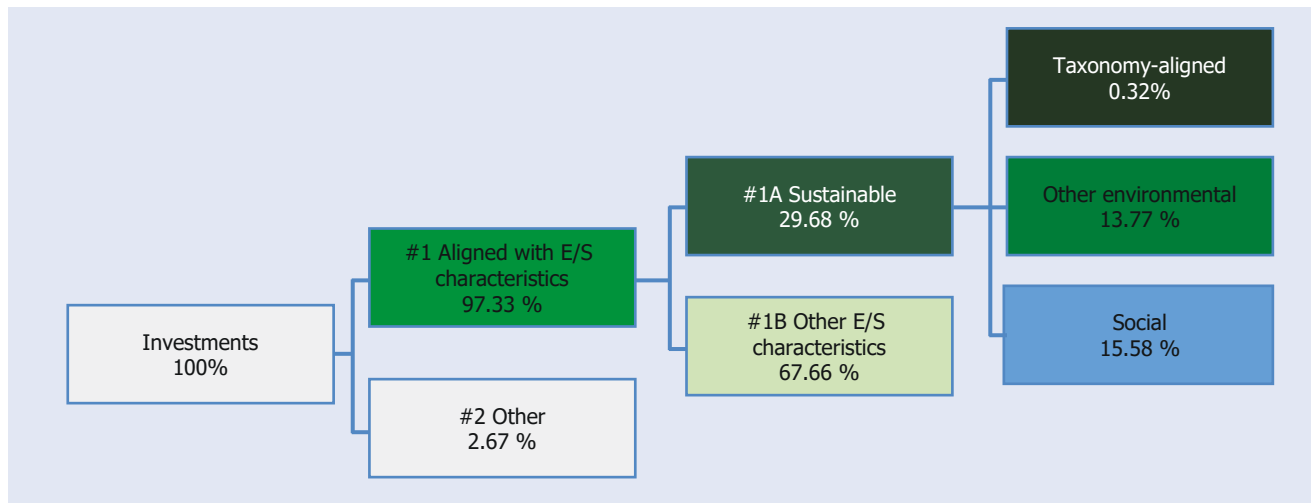 Investments
100%
#1 Aligned with E/S
characteristics
97.33 %
#2 Other
2.67 %
#1A Sustainable
29.68 %
#1B Other E/S
characteristics
67.66 %
Taxonomy-aligned
0.32%
Other environmental
13.77 %
Social
15.58 %